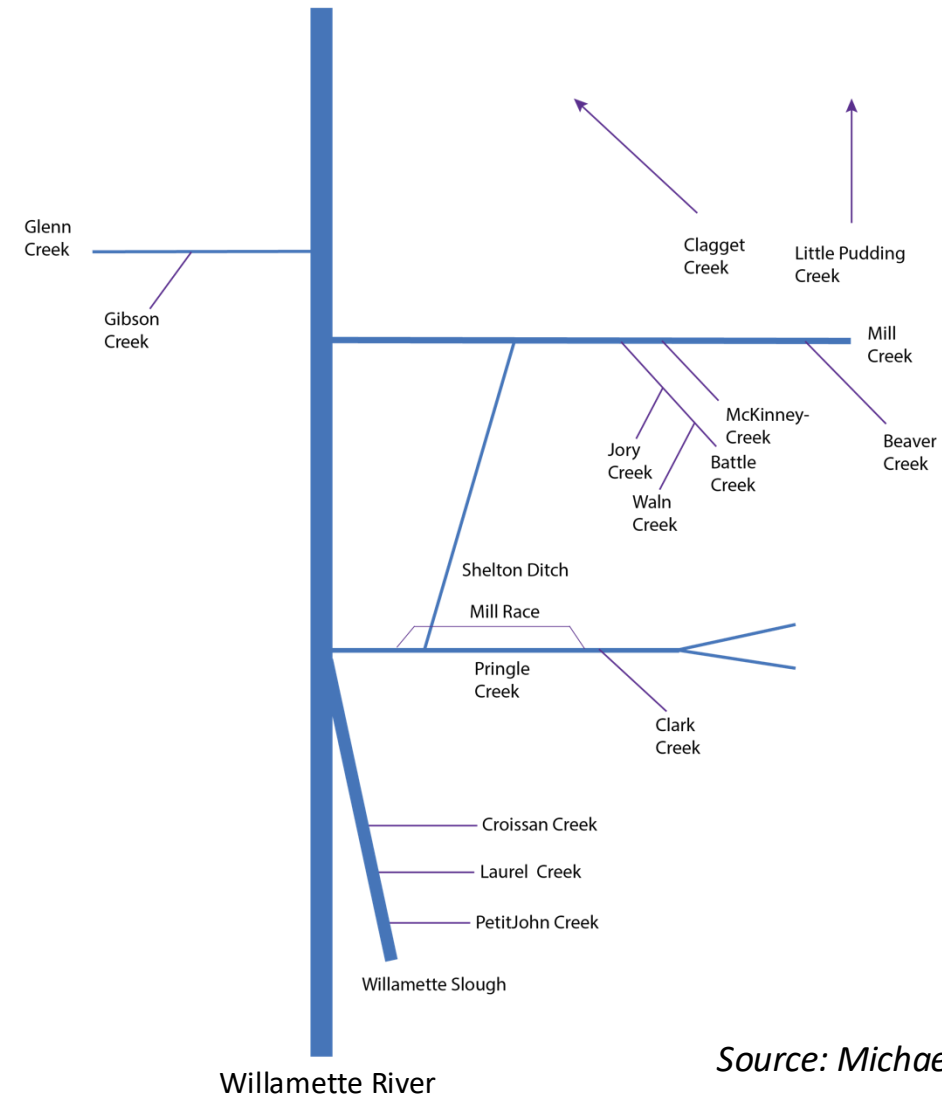 Glenn
Creek
Gibson
Creek
Clagget
Creek
Little Pudding
Creek
Mill
Creek
McKinney-
Creek
Beaver
Creek
Jory
Creek
Battle
Creek
Waln
Creek
Shelton Ditch
Mill Race
Pringle
Creek
Clark
Creek
Croissan Creek
Laurel Creek
PetitJohn Creek
Willamette Slough
Source: Michae
Willamette River